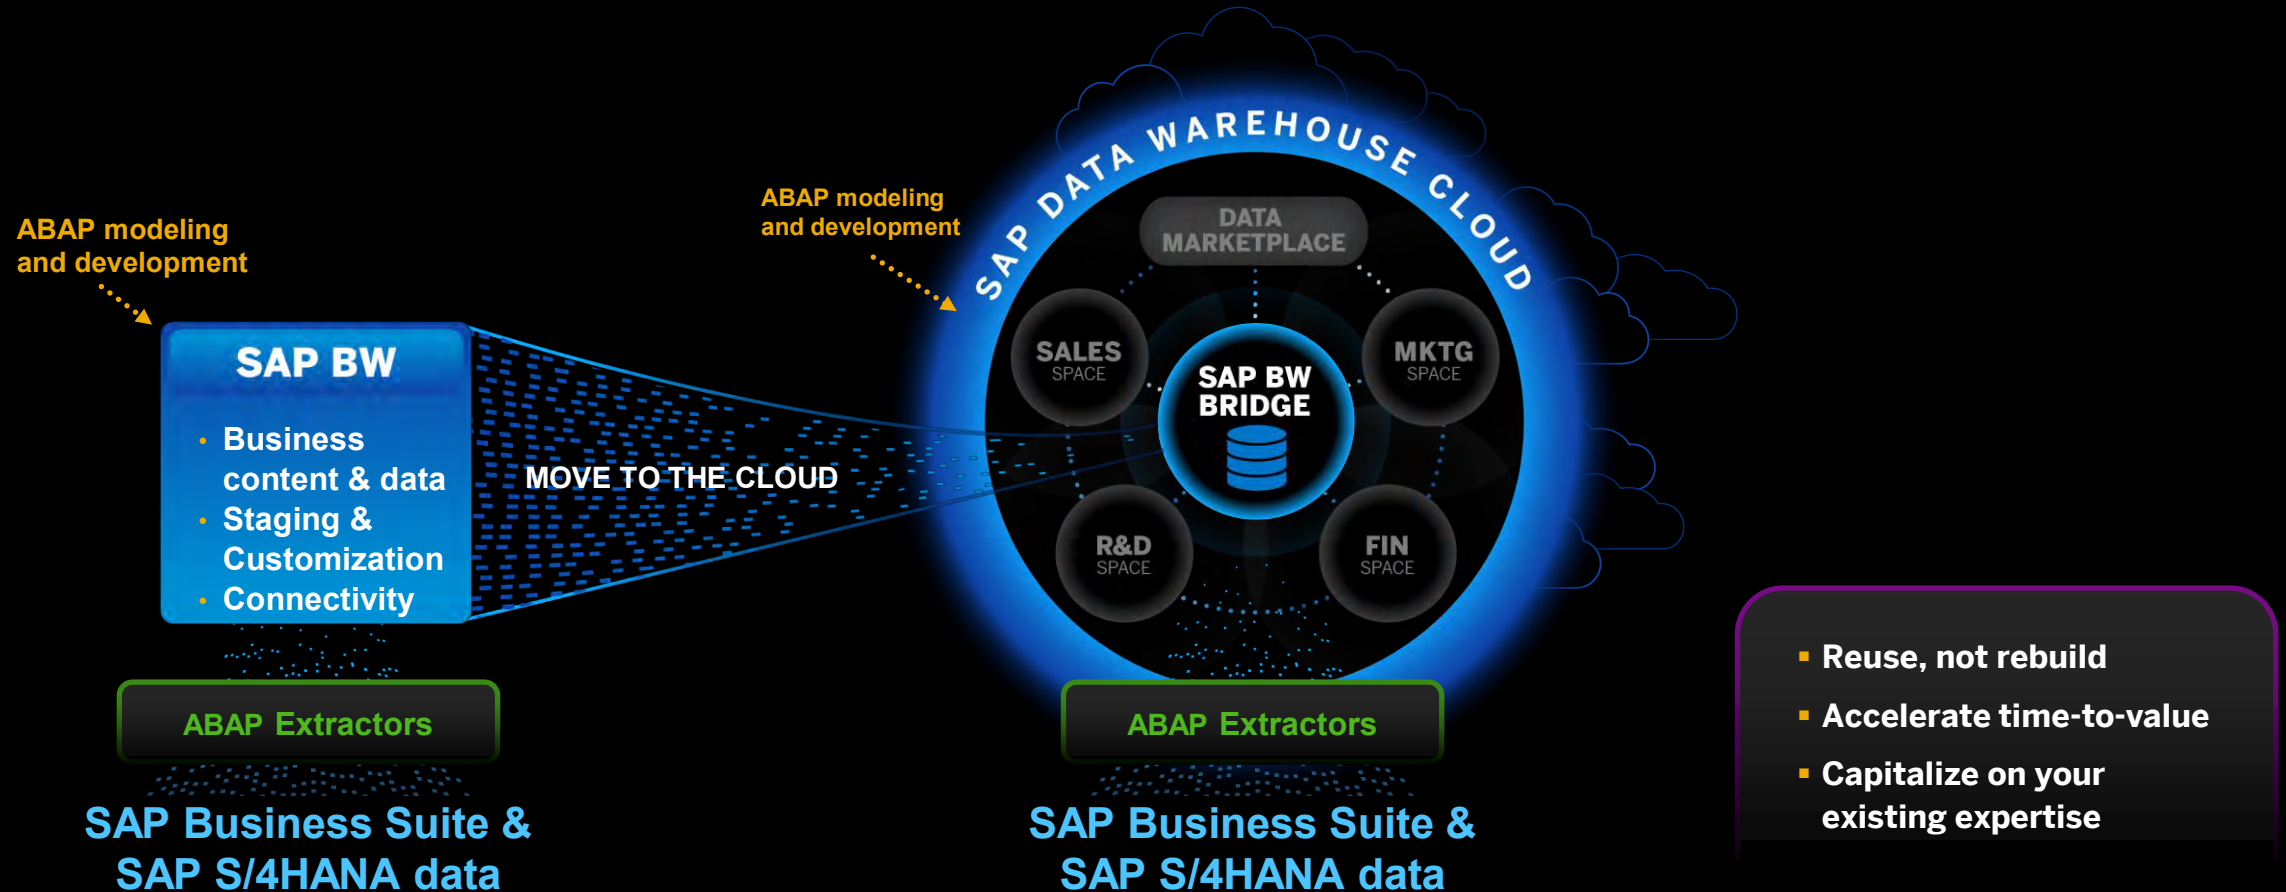 SAP DATA WAREHOUSE CLOUD
ABAP modeling
and development
SAP BW
• Business
content & data
• Staging &
Customization
• Connectivity
MOVE TO THE CLOUD
ABAP Extractors
SAP Business Suite &
SAP S/4HANA data
ABAP modeling
and development
DATA
MARKETPLACE
SALES
SPACE
MKTG
SPACE
SAP BW
BRIDGE
R&D
SPACE
FIN
SPACE
ABAP Extractors
SAP Business Suite &
SAP S/4HANA data
▪ Reuse, not rebuild
▪ Accelerate time-to-value
▪ Capitalize on your
existing expertise